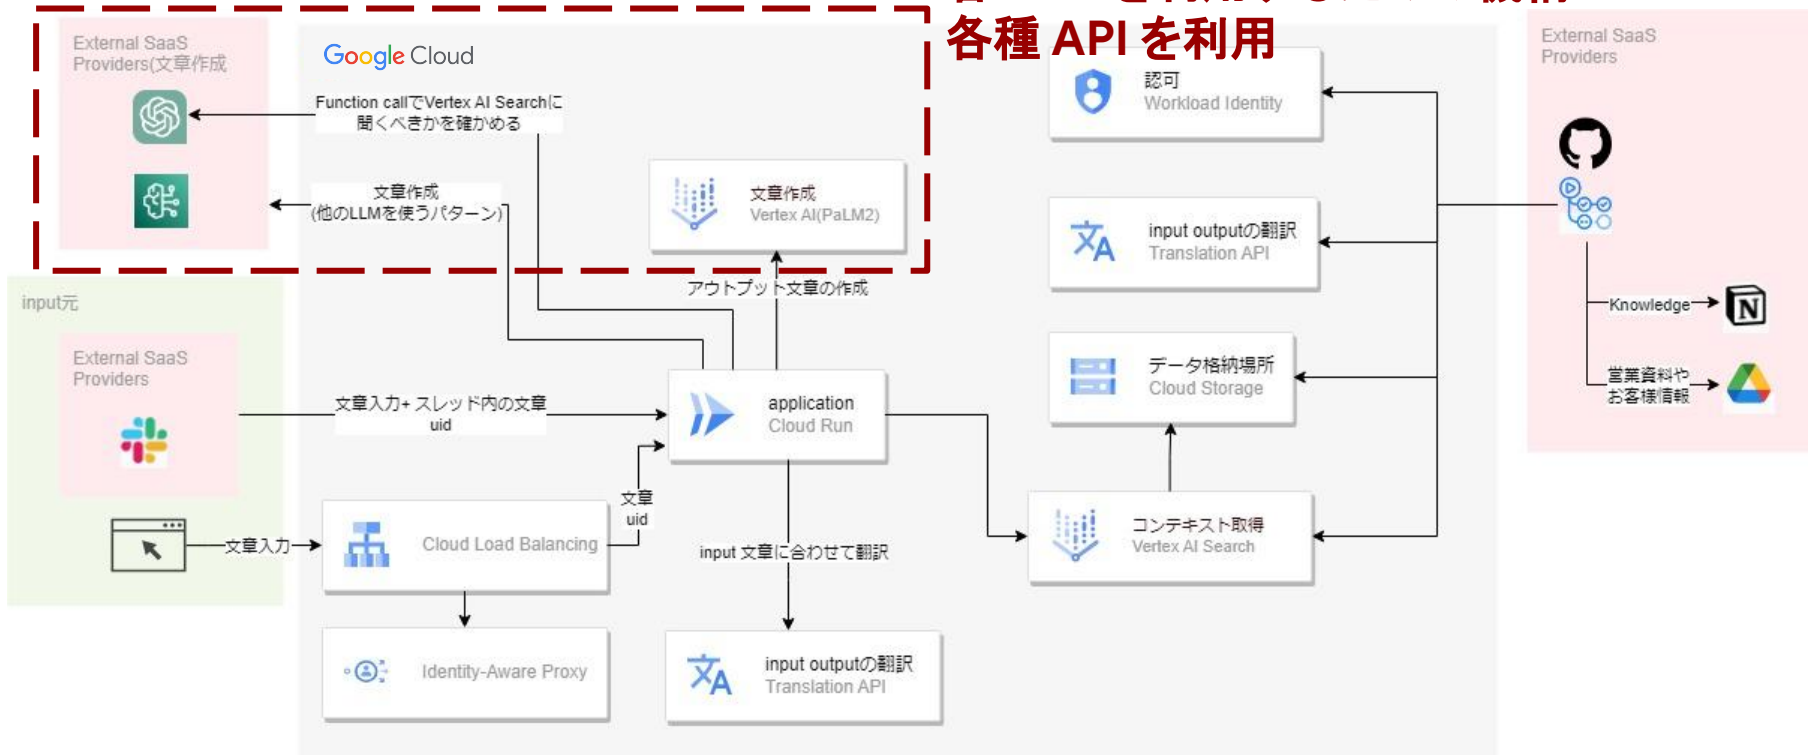 各種 API を利用
External SaaS
Providers(文章作成
Google Cloud
Function callでVertex AI Searchに
聞くべきかを確かめる
文章作成
(他のLLMを使うパターン)
文章作成
Vertex AI(PaLM2)
アウトプット文章の作成
input元
External SaaS
Providers
文章入力+ スレッド内の文章
uid
文章入力
Cloud Load Balancing
文章
uid
Identity-Aware Proxy
application
Cloud Run
input 文章に合わせて翻訳
input outputの翻訳
Translation API
認可
Workload Identity
input outputの翻訳
Translation API
データ格納場所
Cloud Storage
コンテキスト取得
Vertex AI Search
External SaaS
Providers
Knowledge
営業資料や
お客様情報